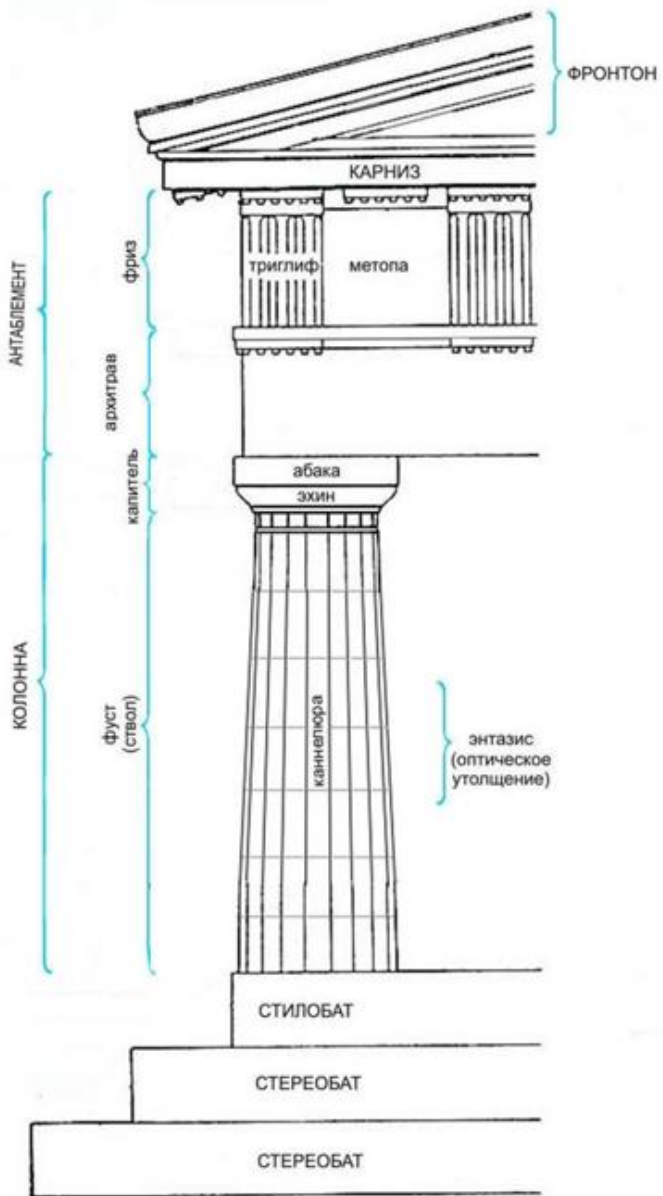 ФРОНТОН
КАРНИЗ
АНТАБЛЕМЕНТ
фриз
триглиф
метопа
архитрав
капитель
абака
эхин
КОЛОННА
фуст
(ствол)
каннелюра
энтазис
(оптическое
утолщение)
СТИЛОБАТ
СТЕРЕОБАТ
СТЕРЕОБАТ